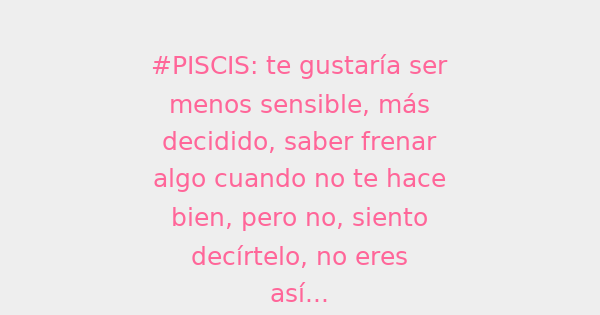 #PISCIS: te gustaría ser
menos sensible, más
decidido, saber frenar
algo cuando no te hace
bien, pero no, siento
decírtelo, no eres
así...